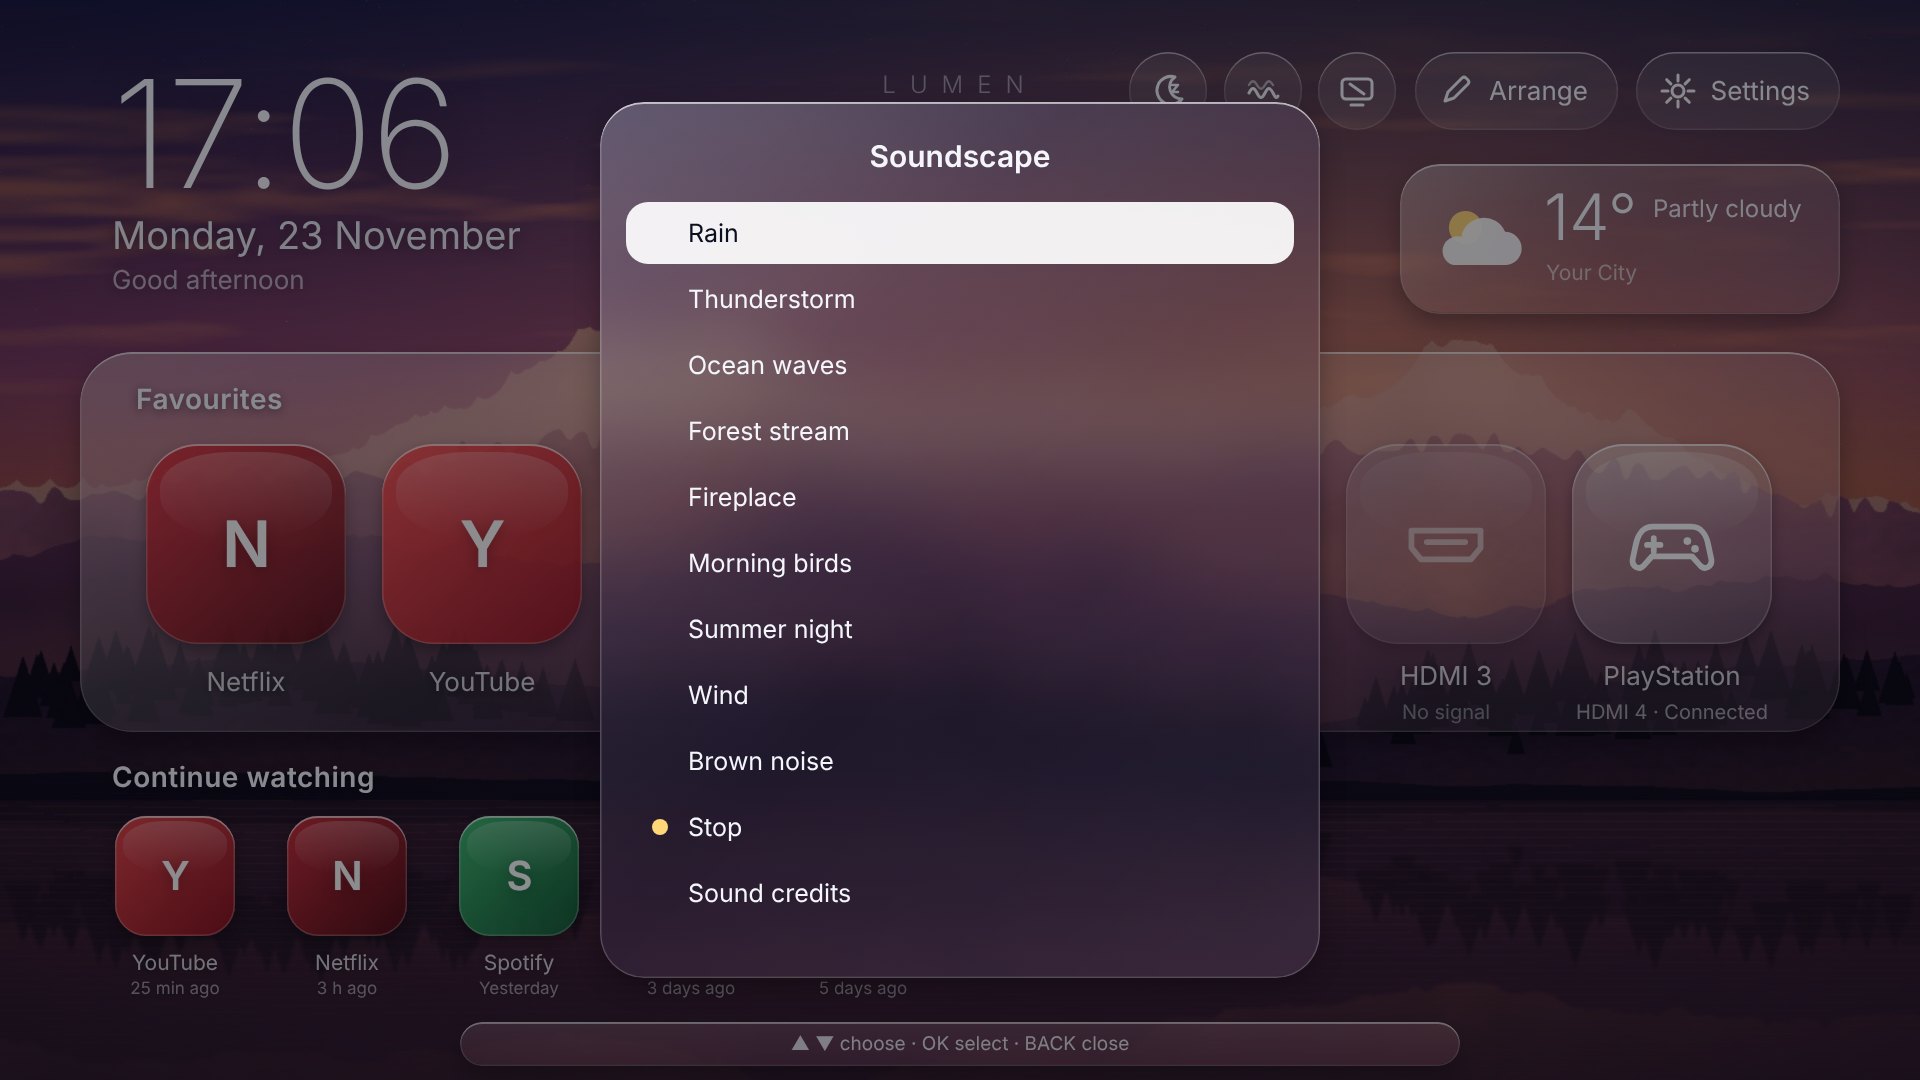 17:06
Monday, 23 November
Good afternoon
LUMEN
Arrange
Settings
14° Partly cloudy
Your City
Soundscape
Rain
Thunderstorm
Ocean waves
Forest stream
Fireplace
Morning birds
Summer night
Wind
Brown noise
Stop
Sound credits
Favourites
N
Netflix
Y
YouTube
HDMI 3
No signal
PlayStation
HDMI 4 · Connected
Continue watching
Y
YouTube
25 min ago
N
Netflix
3 h ago
S
Spotify
Yesterday
3 days ago
5 days ago
▲ ▼ choose · OK select · BACK close